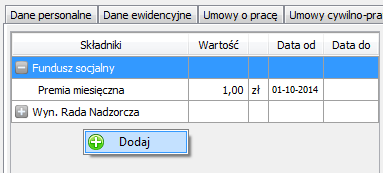 Dane personalne Dane ewidencyjne Umowy o pracę Umowy cywilno-pra
Składniki Wartość Data od Data do
Fundusz socjalny
Premia miesięczna 1,00 zł 01-10-2014
Wyn. Rada Nadzorcza
Dodaj